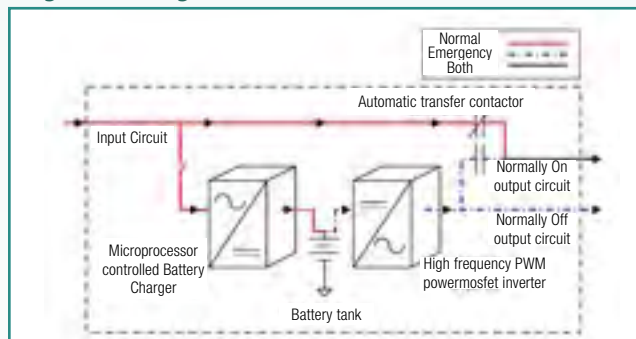 Normal
Emergency
Both
Automatic transfer contactor
Input Circuit
Normally On
output circuit
Normally Off
output circuit
Microprocessor
controlled Battery
Charger
High frequency PWM
powermosfet inverter
Battery tank